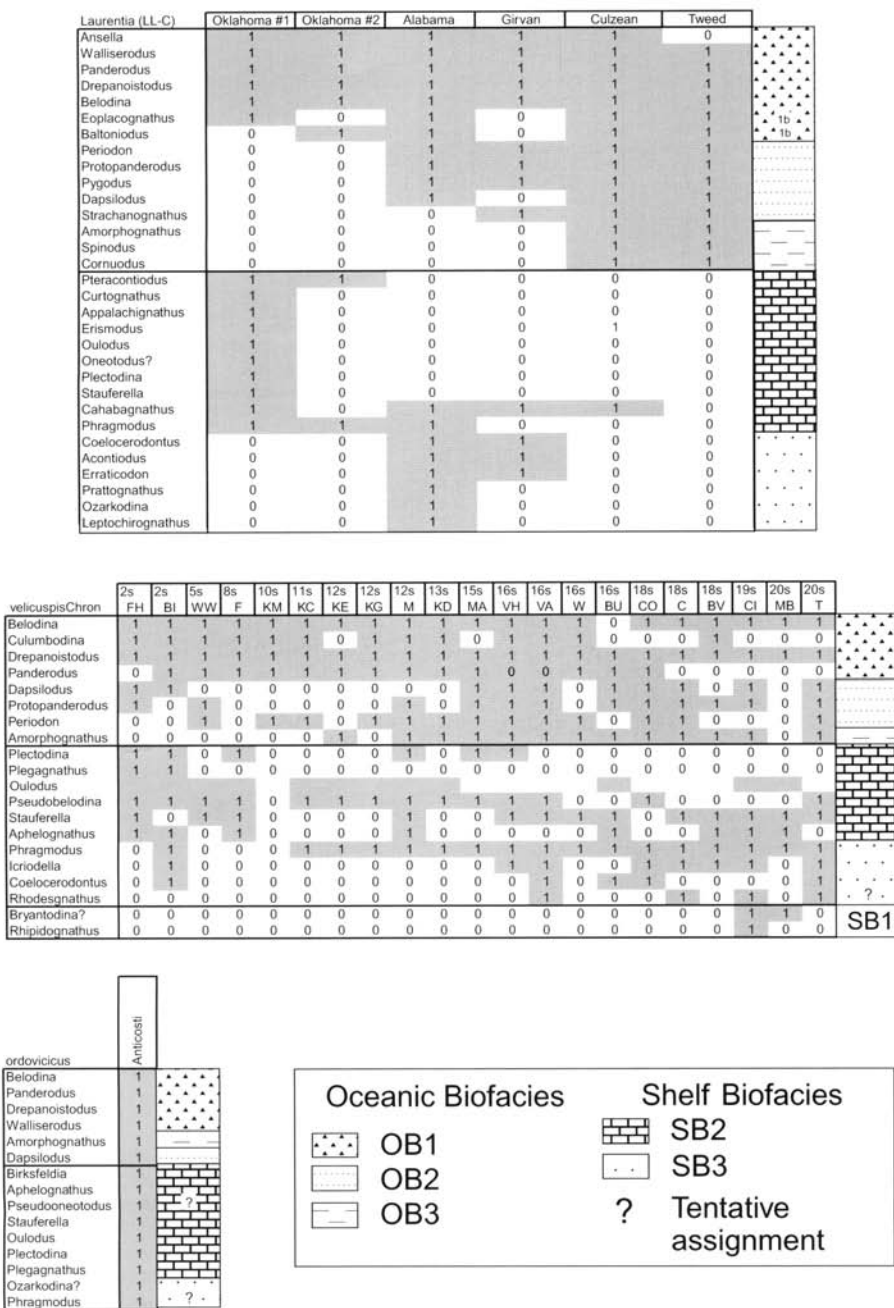 Laurentia (LL-C) Oklahoma #1 Oklahoma #2 Alabama Girvan Culzean Tweed
Ansella 1 1 1 1 1 0
Walliserodus 1 1 1 1 1 1
Panderodus 1 1 1 1 1 1
Drepanoistodus 1 1 1 1 1 1
Belodina 1 1 1 1 1 1
Eoplacognathus 1 0 1 0 1 1 1b
Baltoniodus 0 1 1 0 1 1 1b
Periodon 0 0 1 1 1 1
Protopanderodus 0 0 1 1 1 1
Pygodus 0 0 1 1 1 1
Dapsilodus 0 0 1 0 1 1
Strachanognathus 0 0 0 1 1 1
Amorphognathus 0 0 0 0 1 1
Spinodus 0 0 0 0 1 1
Cornuodus 0 0 0 0 1 1
Pteracontiodus 1 1 0 0 0 0
Curtognathus 1 0 0 0 0 0
Appalachignathus 1 0 0 0 0 0
Erismodus 1 0 0 0 1 0
Oulodus 1 0 0 0 0 0
Oneotodus? 1 0 0 0 0 0
Plectodina 1 0 0 0 0 0
Stauferella 1 0 0 0 0 0
Cahabagnathus 1 0 1 1 1 0
Phragmodus 1 1 1 0 0 0
Coelocerodontus 0 0 1 1 0 0
Acontiodus 0 0 1 1 0 0
Erraticodon 0 0 1 1 0 0
Prattognathus 0 0 1 0 0 0
Ozarkodina 0 0 1 0 0 0
Leptochirognathus 0 0 1 0 0 0
2s 2s 5s 8s 10s 11s 12s 12s 12s 13s 15s 16s 16s 16s 16s 18s 18s 18s 19s 20s 20s
velicuspisChron FH BI WW F KM KC KE KG M KD MA VH VA W BU CO C BV CI MB T
Belodina 1 1 1 1 1 1 1 1 1 1 1 1 1 1 0 1 1 1 1 1 1
Culumbodina 1 1 1 1 1 1 0 1 1 1 0 1 1 1 0 0 0 1 0 0 0
Drepanoistodus 1 1 1 1 1 1 1 1 1 1 1 1 1 1 1 1 1 1 1 1 1
Panderodus 0 1 1 1 1 1 1 1 1 1 1 0 0 1 1 1 0 0 0 0 0
Dapsilodus 1 1 0 0 0 0 0 0 0 0 1 1 1 0 1 1 1 0 1 0 1
Protopanderodus 1 0 1 0 0 0 0 0 1 0 1 1 1 0 1 1 1 1 1 0 1
Periodon 0 0 1 0 1 1 0 1 1 1 1 1 1 1 0 1 1 0 0 0 1
Amorphognathus 0 0 0 0 0 0 1 0 1 0 1 1 1 1 1 1 1 1 1 0 1
Plectodina 1 1 0 1 0 0 0 0 1 0 1 1 0 0 0 0 0 0 0 0 0
Plegagnathus 1 1 0 0 0 0 0 0 0 0 0 0 0 0 0 0 0 0 0 0 0
Oulodus
Pseudobelodina 1 1 1 1 0 1 1 1 1 1 1 1 1 0 0 1 0 0 0 0 1
Stauferella 1 0 1 1 0 0 0 0 1 0 0 1 1 1 1 1 1 1 1 1 1
Aphelognathus 1 1 0 1 0 0 0 0 1 0 0 0 0 0 1 0 0 1 1 1 0
Phragmodus 0 1 0 0 0 1 1 1 1 1 1 1 1 1 1 1 1 1 1 1 1
Icriodella 0 1 0 0 0 0 0 0 0 0 0 1 1 0 0 1 1 1 1 0 1
Coelocerodontus 0 1 0 0 0 0 0 0 0 0 0 0 1 0 1 1 0 0 0 0 1
Rhodesgnathus 0 0 0 0 0 0 0 0 0 0 0 0 1 0 0 0 1 0 1 0 1 ?
Bryantodina? 0 0 0 0 0 0 0 0 0 0 0 0 0 0 0 0 0 0 1 1 0 SB1
Rhipidognathus 0 0 0 0 0 0 0 0 0 0 0 0 0 0 0 0 0 0 1 0 0
ordovicicus Anticosti
Belodina 1
Panderodus 1
Drepanoistodus 1
Walliserodus 1
Amorphognathus 1
Dapsilodus 1
Birksfeldia 1
Aphelognathus 1
Pseudooneotodus 1 ?
Stauferella 1
Oulodus 1
Plectodina 1
Plegagnathus 1
Ozarkodina? 1
Phragmodus 1 ?
Oceanic Biofacies
OB1
OB2
OB3
Shelf Biofacies
SB2
SB3
? Tentative
assignment